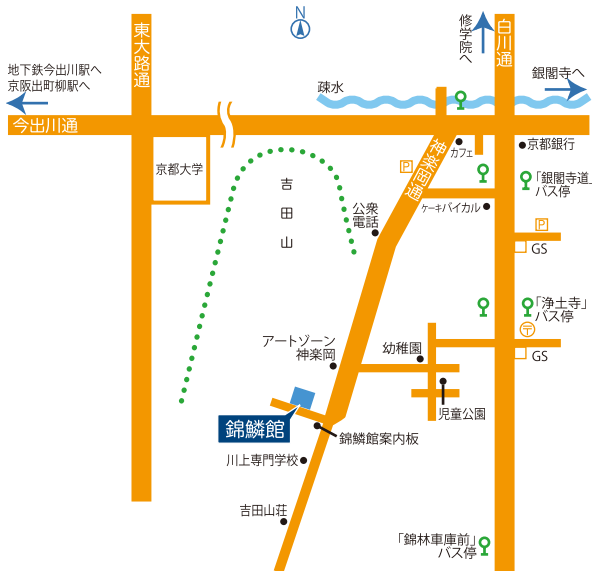 N
修学院へ
白川通
東大路通
地下鉄今出川駅へ
京阪出町柳駅へ
銀閣寺へ
疎水
今出川通
京都銀行
カフェ
神楽岡通
P
京都大学
「銀閣寺道」
バス停
吉田山
公衆
電話
ケーキバイカル
P
GS
「浄土寺」
バス停
〒
アートゾーン
神楽岡
幼稚園
GS
児童公園
錦鱗館
錦鱗館案内板
川上専門学校
吉田山荘
「錦林車庫前」
バス停